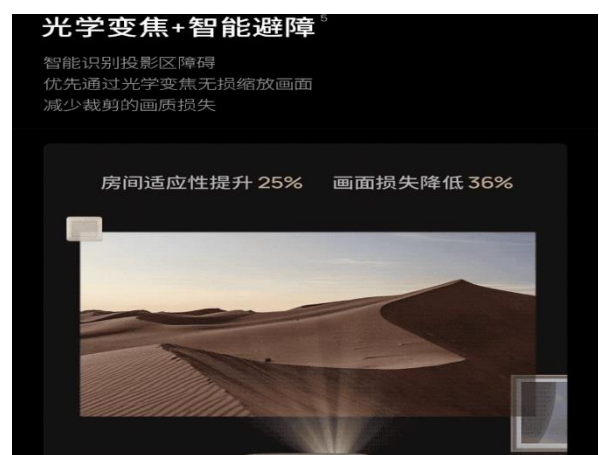 光学变焦+智能避障⁵
智能识别投影区障碍
优先通过光学变焦无损缩放画面
减少裁剪的画质损失
房间适应性提升 25% 画面损失降低 36%